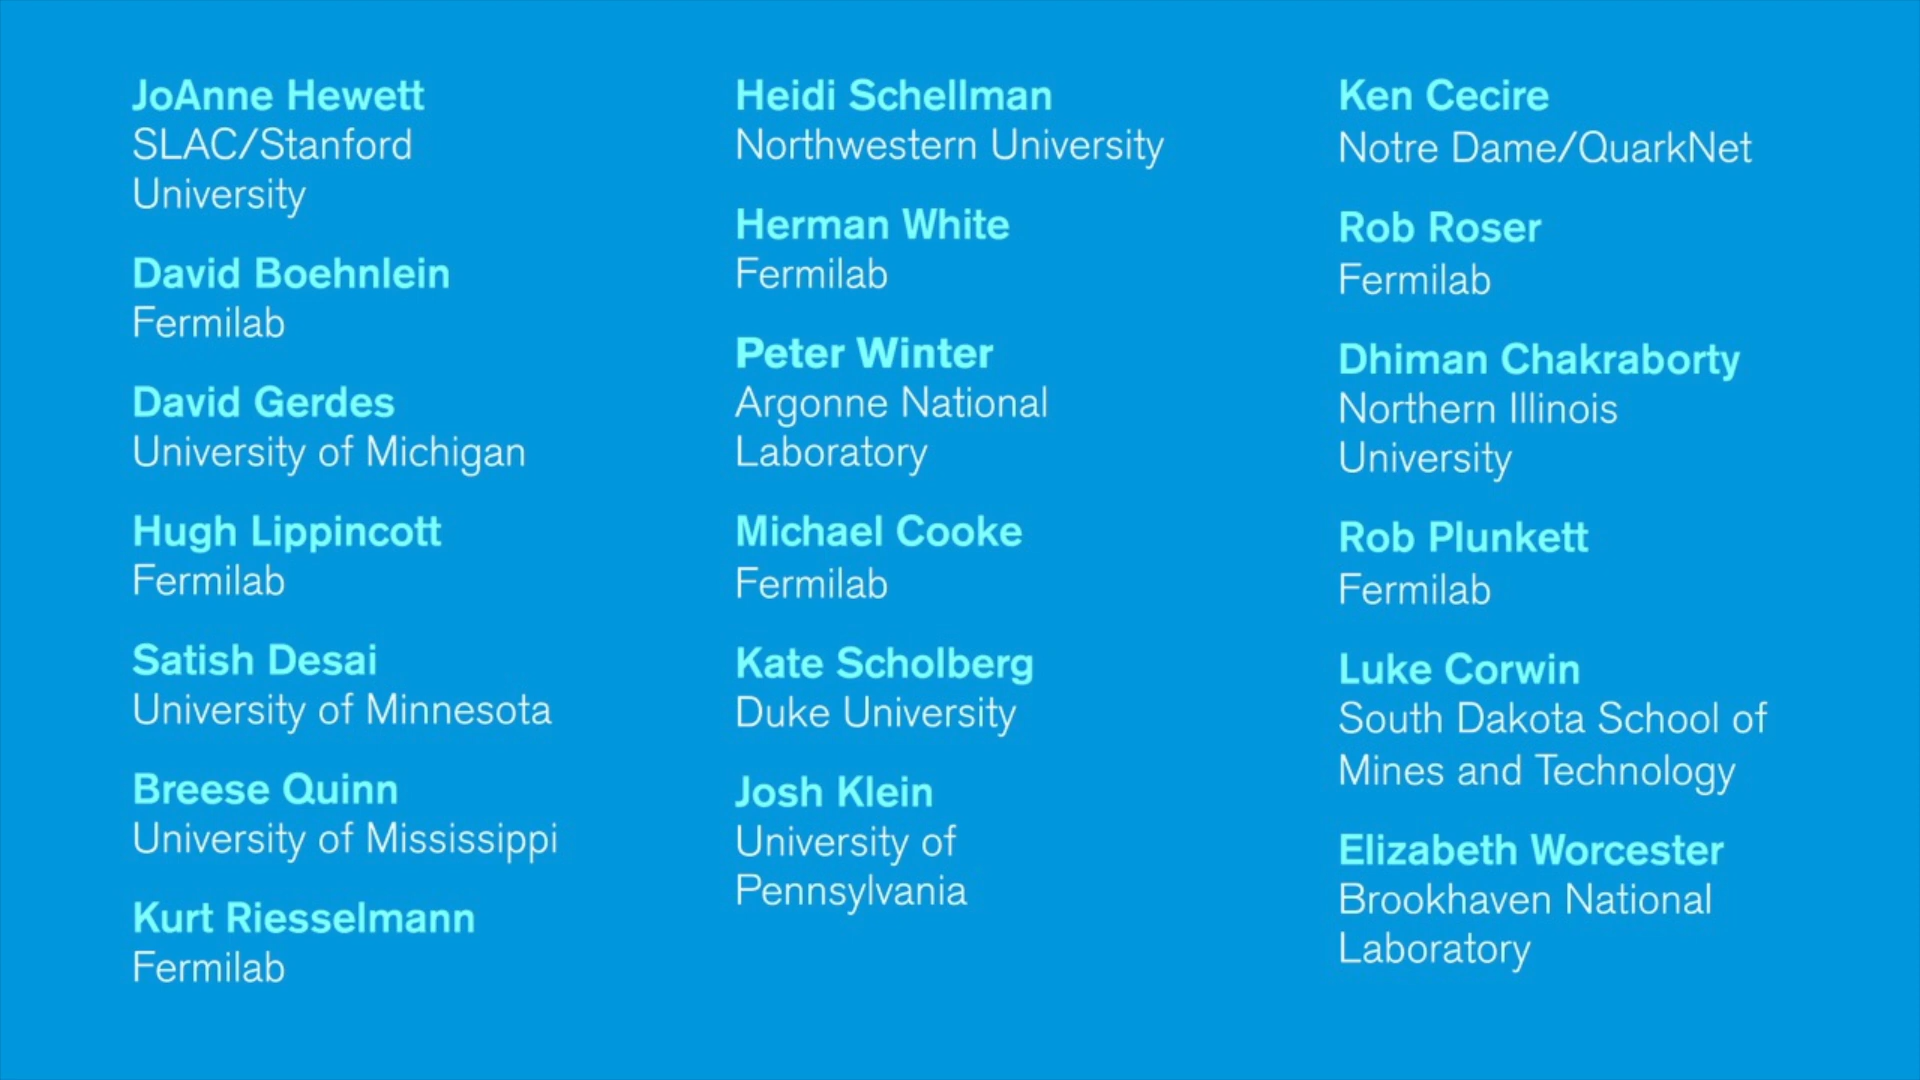 JoAnne Hewett
SLAC/Stanford
University
David Boehnlein
Fermilab
David Gerdes
University of Michigan
Hugh Lippincott
Fermilab
Satish Desai
University of Minnesota
Breese Quinn
University of Mississippi
Kurt Riesselmann
Fermilab
Heidi Schellman
Northwestern University
Herman White
Fermilab
Peter Winter
Argonne National
Laboratory
Michael Cooke
Fermilab
Kate Scholberg
Duke University
Josh Klein
University of
Pennsylvania
Ken Cecire
Notre Dame/QuarkNet
Rob Roser
Fermilab
Dhiman Chakraborty
Northern Illinois
University
Rob Plunkett
Fermilab
Luke Corwin
South Dakota School of
Mines and Technology
Elizabeth Worcester
Brookhaven National
Laboratory